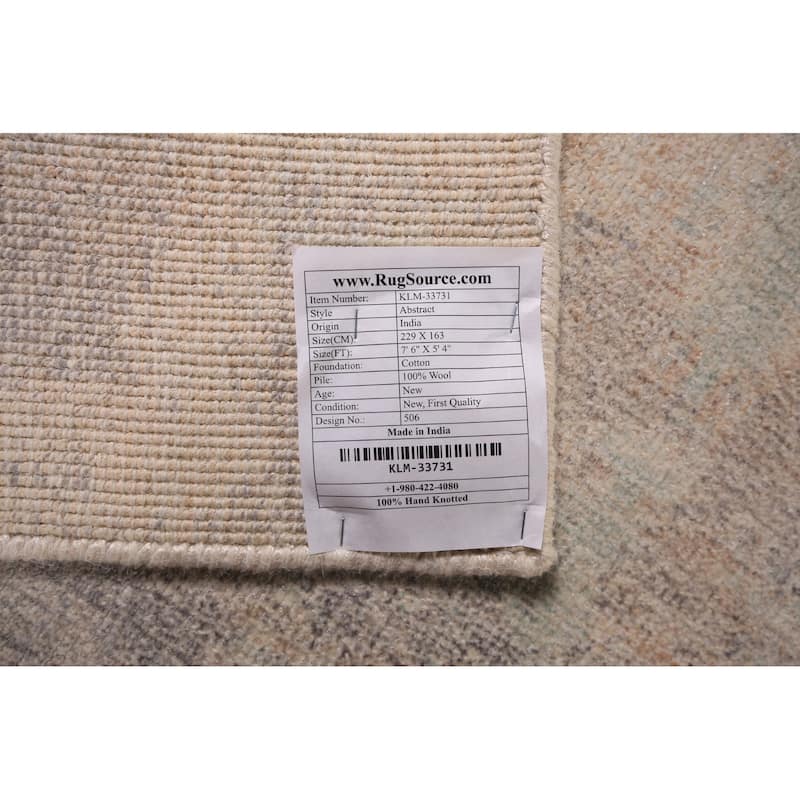 www.RugSource.com
Item Number: KLM-33731
Style Abstract
Origin India
Size(CM) 229 X 163
Size(FT): 7' 6" X 5' 4"
Foundation: Cotton
Pile: 100% Wool
Age: New
Condition: New, First Quality
Design No.: 506
Made in India
KLM-33731
+1-980-422-4080
100% Hand Knotted